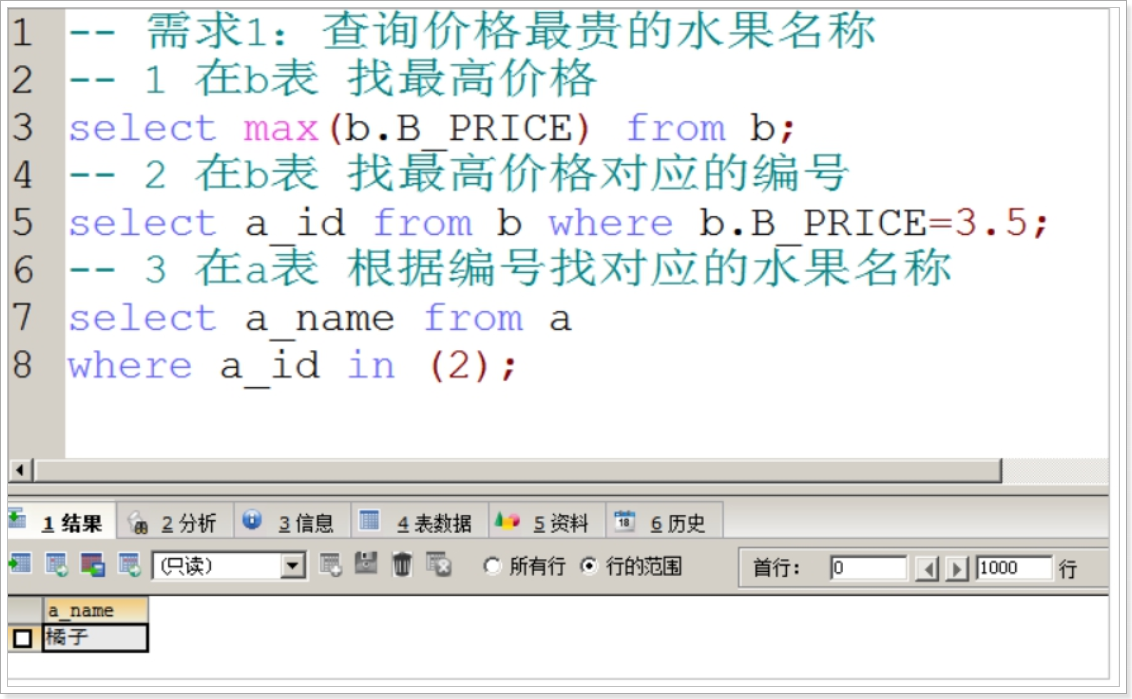 1 -- 需求1：查询价格最贵的水果名称
2 -- 1 在b表 找最高价格
3 select max(b.B_PRICE) from b;
4 -- 2 在b表 找最高价格对应的编号
5 select a_id from b where b.B_PRICE=3.5;
6 -- 3 在a表 根据编号找对应的水果名称
7 select a_name from a
8 where a_id in (2);
1 结果 2 分析 3 信息 4 表数据 5 资料 18 6 历史
(只读) 所有行 行的范围 首行: 0 1000 行
a_name
橘子